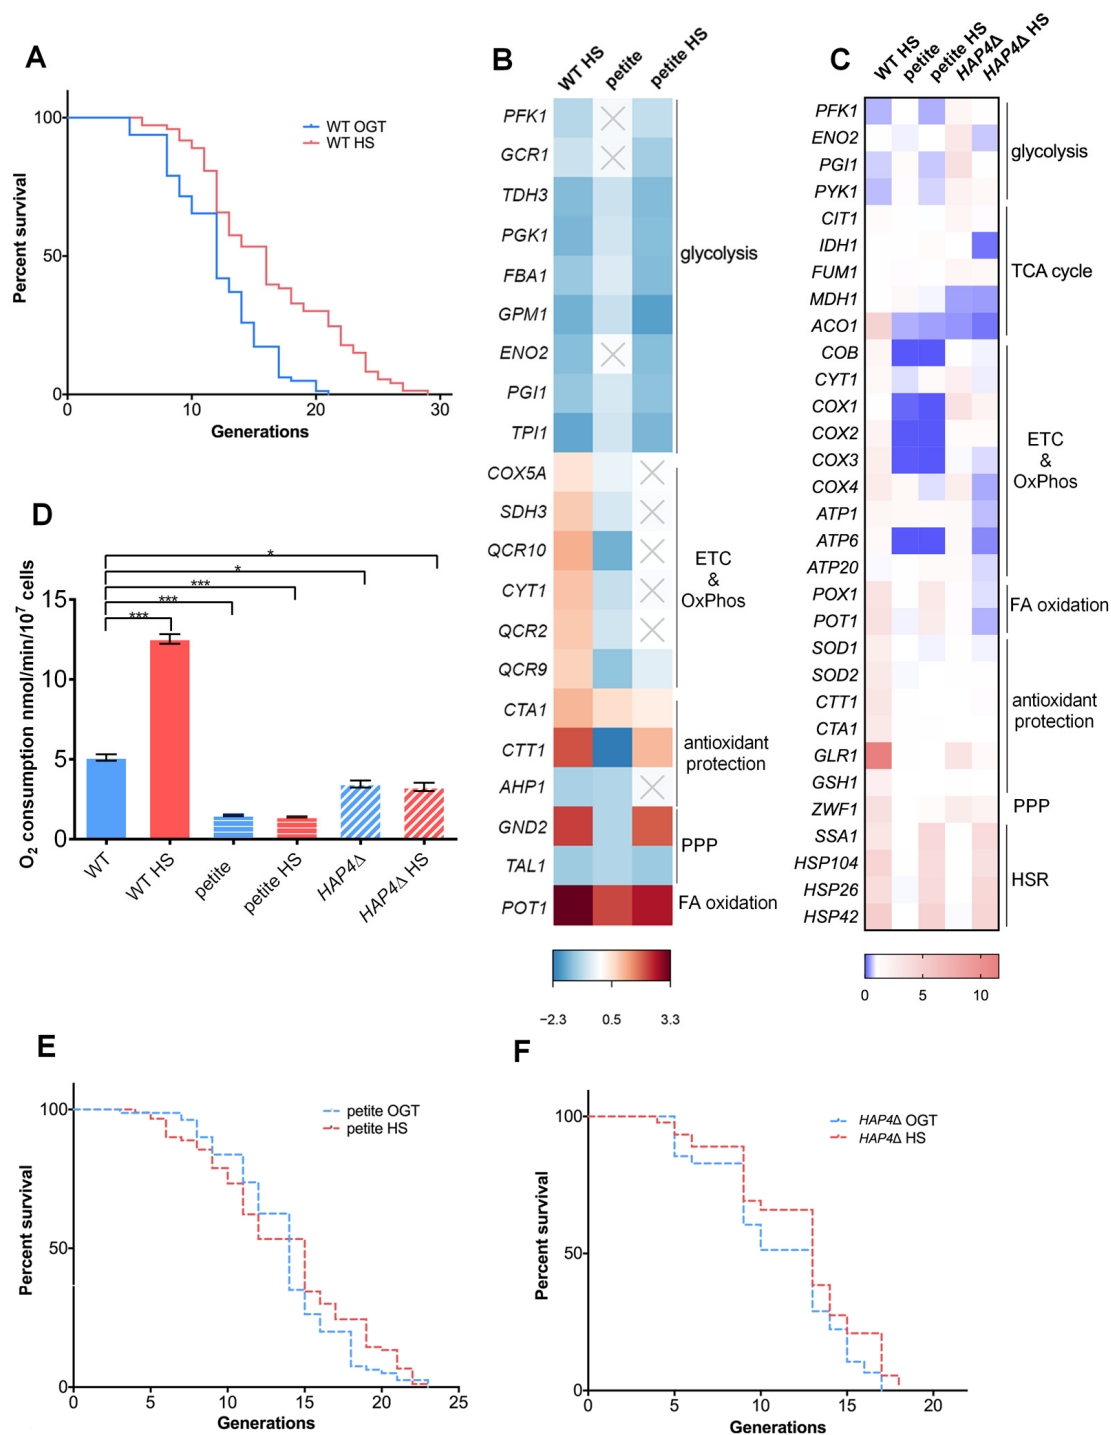 A
Percent survival
100
50
0
0
10
20
30
Generations
WT OGT
WT HS
B
WT HS
petite
petite HS
PFK1
GCR1
TDH3
PGK1
FBA1
GPM1
ENO2
PGI1
TPI1
COX5A
SDH3
QCR10
CYT1
QCR2
QCR9
CTA1
CTT1
AHP1
GND2
TAL1
POT1
glycolysis
ETC
&
OxPhos
antioxidant
protection
PPP
FA oxidation
−2.3
0.5
3.3
C
WT HS
petite
petite HS
HAP4Δ
HAP4Δ HS
PFK1
ENO2
PGI1
PYK1
CIT1
IDH1
FUM1
MDH1
ACO1
COB
CYT1
COX1
COX2
COX3
COX4
ATP1
ATP6
ATP20
POX1
POT1
SOD1
SOD2
CTT1
CTA1
GLR1
GSH1
ZWF1
SSA1
HSP104
HSP26
HSP42
glycolysis
TCA cycle
ETC
&
OxPhos
FA oxidation
antioxidant
protection
PPP
HSR
0
5
10
D
O2 consumption nmol/min/10⁷ cells
15
10
5
0
*
*
***
***
***
WT
WT HS
petite
petite HS
HAP4Δ
HAP4Δ HS
E
Percent survival
100
50
0
0
5
10
15
20
25
Generations
petite OGT
petite HS
F
Percent survival
100
50
0
0
5
10
15
20
Generations
HAP4Δ OGT
HAP4Δ HS